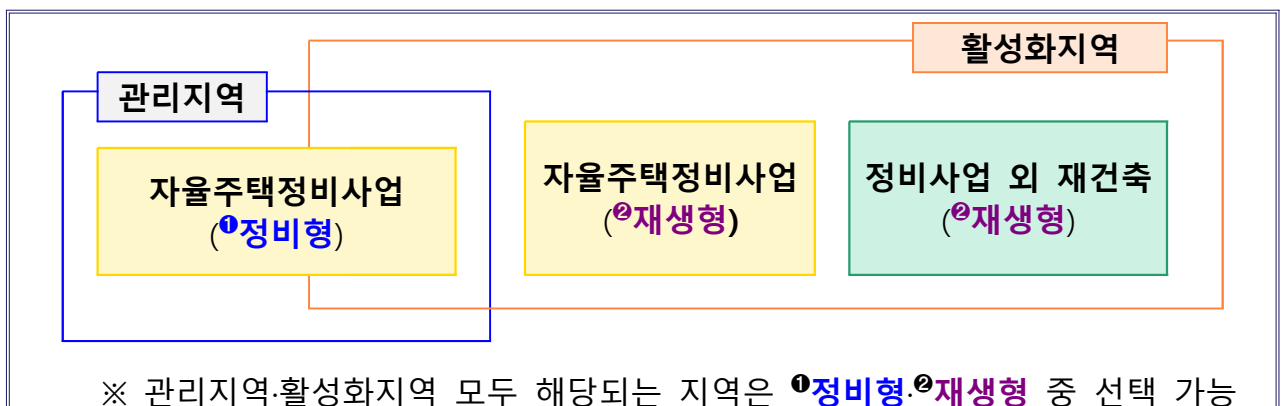 활성화지역
관리지역
자율주택정비사업
(❶정비형)
자율주택정비사업
(❷재생형)
정비사업 외 재건축
(❷재생형)
※ 관리지역·활성화지역 모두 해당되는 지역은 ❶정비형·❷재생형 중 선택 가능